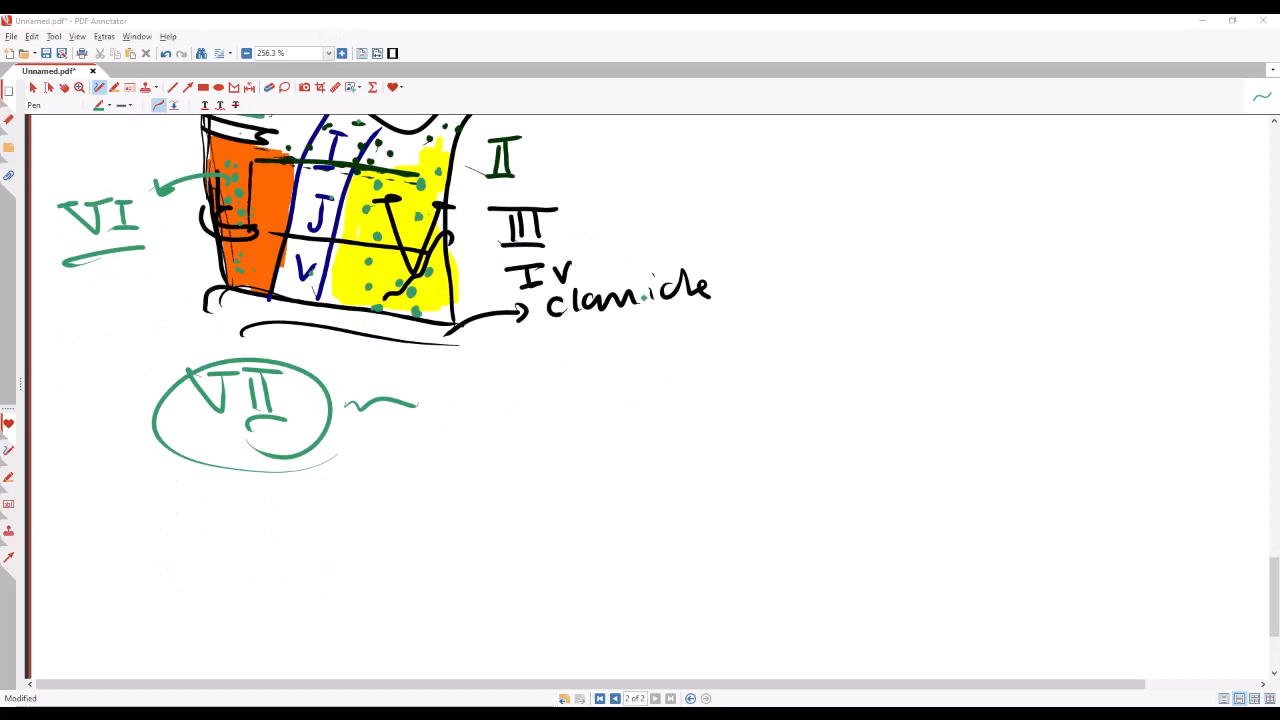 Unnamed.pdf* - PDF Annotator
File Edit Tool View Extras Window Help
256.3 %
Unnamed.pdf*
Pen
I
II
VI
J
V
III
V
IV
clamicle
VII
2 of 2
Modified